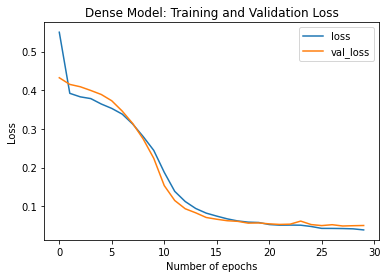 Dense Model: Training and Validation Loss
loss
val_loss
Loss
0.5
0.4
0.3
0.2
0.1
0 5 10 15 20 25 30
Number of epochs